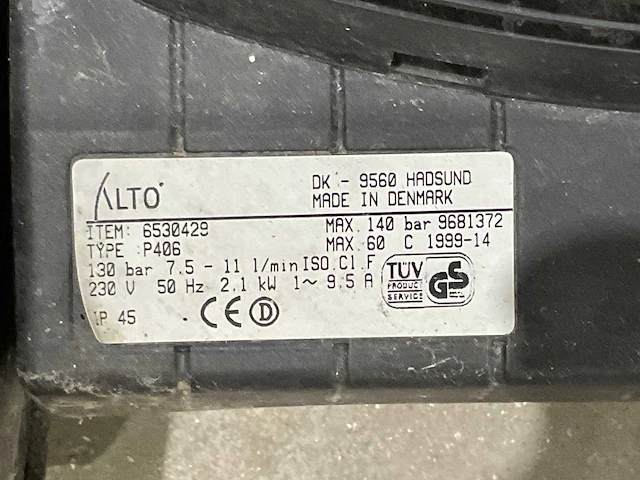 ALTO
DK - 9560 HADSUND
MADE IN DENMARK
ITEM: 6530429
MAX. 140 bar 9681372
TYPE :P406
MAX. 60 C 1999-14
130 bar 7.5 - 11 l/min ISO.Cl.F
230 V 50 Hz 2.1 kW 1~ 9.5 A
IP 45
CE
D
TÜV
PRODUCT
SERVICE
GS